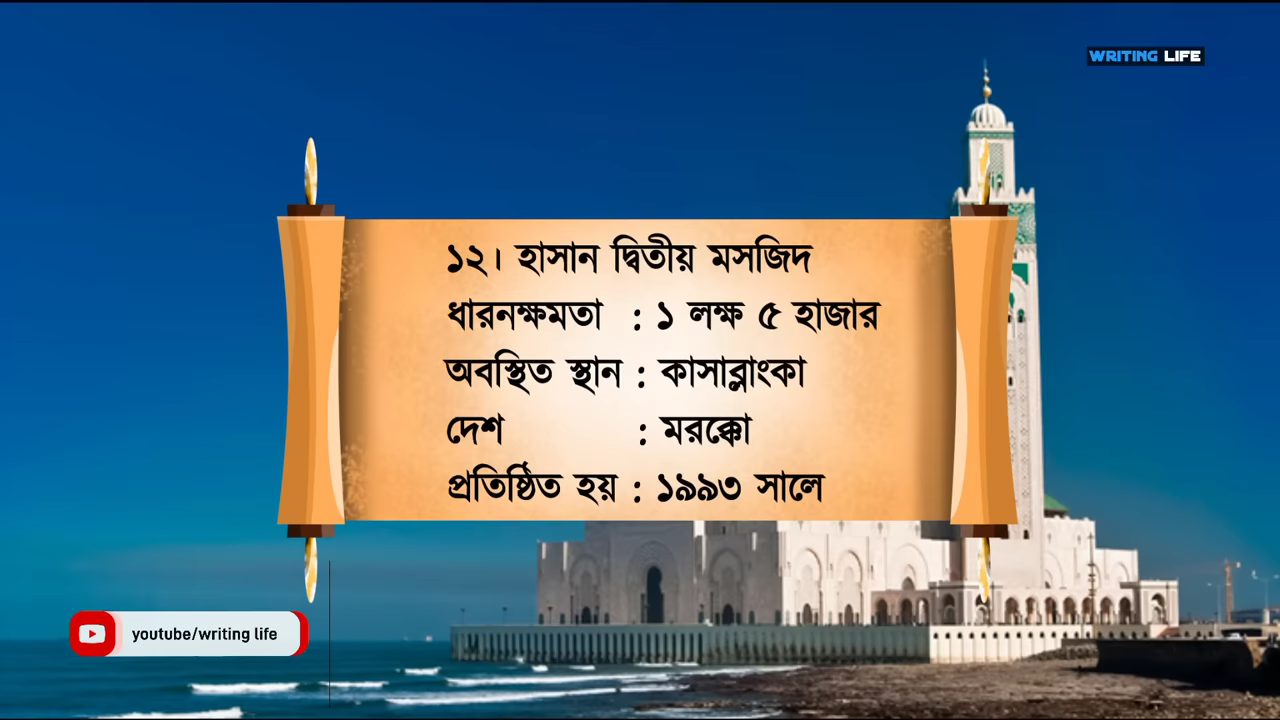 WRITING LIFE
১২। হাসান দ্বিতীয় মসজিদ
ধারনক্ষমতা : ১ লক্ষ ৫ হাজার
অবস্থিত স্থান : কাসাব্লাংকা
দেশ : মরক্কো
প্রতিষ্ঠিত হয় : ১৯৯৩ সালে
youtube/writing life